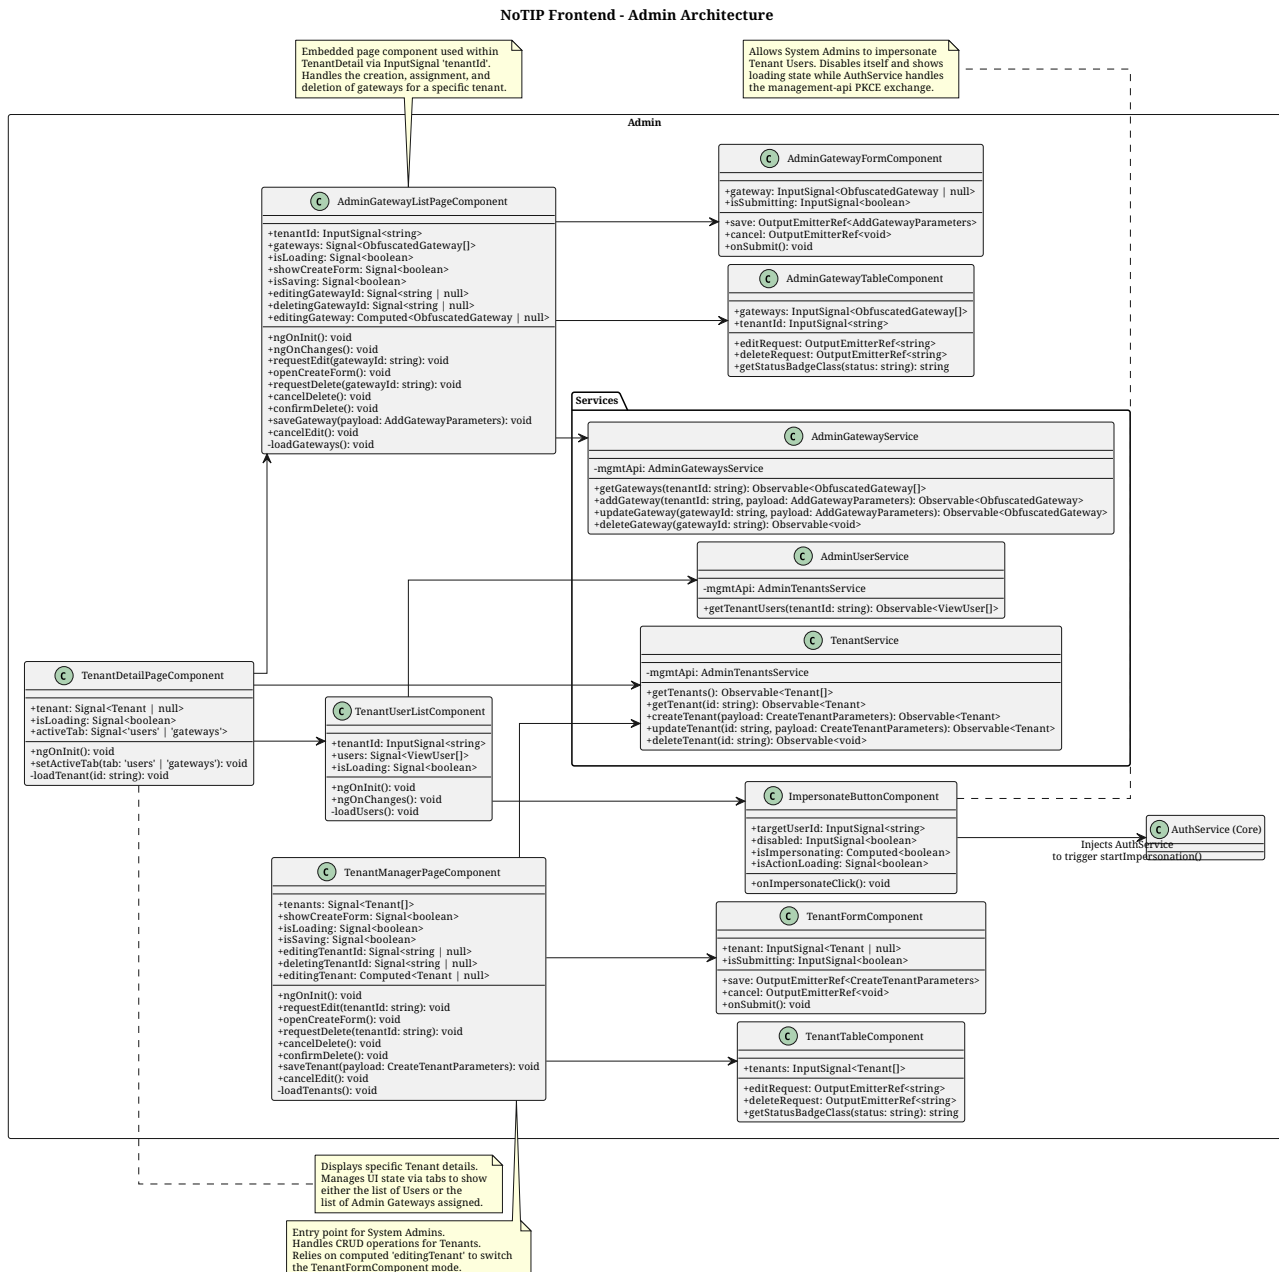 NoTIP Frontend - Admin Architecture
Embedded page component used within
TenantDetail via InputSignal 'tenantId'.
Handles the creation, assignment, and
deletion of gateways for a specific tenant.
Allows System Admins to impersonate
Tenant Users. Disables itself and shows
loading state while AuthService handles
the management-api PKCE exchange.
Admin
C AdminGatewayListPageComponent
+tenantId: InputSignal<string>
+gateways: Signal<ObfuscatedGateway[]>
+isLoading: Signal<boolean>
+showCreateForm: Signal<boolean>
+isSaving: Signal<boolean>
+editingGatewayId: Signal<string | null>
+deletingGatewayId: Signal<string | null>
+editingGateway: Computed<ObfuscatedGateway | null>
+ngOnInit(): void
+ngOnChanges(): void
+requestEdit(gatewayId: string): void
+openCreateForm(): void
+requestDelete(gatewayId: string): void
+cancelDelete(): void
+confirmDelete(): void
+saveGateway(payload: AddGatewayParameters): void
+cancelEdit(): void
-loadGateways(): void
C AdminGatewayFormComponent
+gateway: InputSignal<ObfuscatedGateway | null>
+isSubmitting: InputSignal<boolean>
+save: OutputEmitterRef<AddGatewayParameters>
+cancel: OutputEmitterRef<void>
+onSubmit(): void
C AdminGatewayTableComponent
+gateways: InputSignal<ObfuscatedGateway[]>
+tenantId: InputSignal<string>
+editRequest: OutputEmitterRef<string>
+deleteRequest: OutputEmitterRef<string>
+getStatusBadgeClass(status: string): string
Services
C AdminGatewayService
-mgmtApi: AdminGatewaysService
+getGateways(tenantId: string): Observable<ObfuscatedGateway[]>
+addGateway(tenantId: string, payload: AddGatewayParameters): Observable<ObfuscatedGateway>
+updateGateway(gatewayId: string, payload: AddGatewayParameters): Observable<ObfuscatedGateway>
+deleteGateway(gatewayId: string): Observable<void>
C AdminUserService
-mgmtApi: AdminTenantsService
+getTenantUsers(tenantId: string): Observable<ViewUser[]>
C TenantService
-mgmtApi: AdminTenantsService
+getTenants(): Observable<Tenant[]>
+getTenant(id: string): Observable<Tenant>
+createTenant(payload: CreateTenantParameters): Observable<Tenant>
+updateTenant(id: string, payload: CreateTenantParameters): Observable<Tenant>
+deleteTenant(id: string): Observable<void>
C TenantDetailPageComponent
+tenant: Signal<Tenant | null>
+isLoading: Signal<boolean>
+activeTab: Signal<'users' | 'gateways'>
+ngOnInit(): void
+setActiveTab(tab: 'users' | 'gateways'): void
-loadTenant(id: string): void
C TenantUserListComponent
+tenantId: InputSignal<string>
+users: Signal<ViewUser[]>
+isLoading: Signal<boolean>
+ngOnInit(): void
+ngOnChanges(): void
-loadUsers(): void
C ImpersonateButtonComponent
+targetUserId: InputSignal<string>
+disabled: InputSignal<boolean>
+isImpersonating: Computed<boolean>
+isActionLoading: Signal<boolean>
+onImpersonateClick(): void
C AuthService (Core)
Injects AuthService
to trigger startImpersonation()
C TenantManagerPageComponent
+tenants: Signal<Tenant[]>
+showCreateForm: Signal<boolean>
+isLoading: Signal<boolean>
+isSaving: Signal<boolean>
+editingTenantId: Signal<string | null>
+deletingTenantId: Signal<string | null>
+editingTenant: Computed<Tenant | null>
+ngOnInit(): void
+requestEdit(tenantId: string): void
+openCreateForm(): void
+requestDelete(tenantId: string): void
+cancelDelete(): void
+confirmDelete(): void
+saveTenant(payload: CreateTenantParameters): void
+cancelEdit(): void
-loadTenants(): void
C TenantFormComponent
+tenant: InputSignal<Tenant | null>
+isSubmitting: InputSignal<boolean>
+save: OutputEmitterRef<CreateTenantParameters>
+cancel: OutputEmitterRef<void>
+onSubmit(): void
C TenantTableComponent
+tenants: InputSignal<Tenant[]>
+editRequest: OutputEmitterRef<string>
+deleteRequest: OutputEmitterRef<string>
+getStatusBadgeClass(status: string): string
Displays specific Tenant details.
Manages UI state via tabs to show
either the list of Users or the
list of Admin Gateways assigned.
Entry point for System Admins.
Handles CRUD operations for Tenants.
Relies on computed 'editingTenant' to switch
the TenantFormComponent mode.